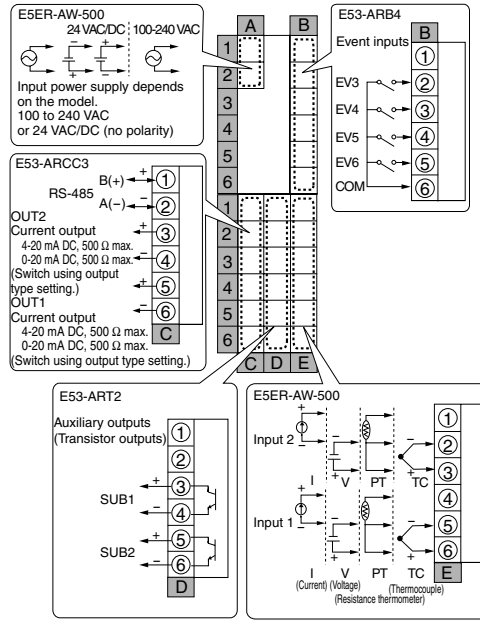 E5ER-AW-500
24 VAC/DC 100-240 VAC
Input power supply depends
on the model.
100 to 240 VAC
or 24 VAC/DC (no polarity)
A
B
1
2
3
4
5
6
1
2
3
4
5
6
C D E
E53-ARB4
Event inputs
B
1
EV3 2
EV4 3
EV5 4
EV6 5
COM 6
E53-ARCC3
B(+) + 1
RS-485
A(−) − 2
OUT2
Current output + 3
4-20 mA DC, 500 Ω max.
0-20 mA DC, 500 Ω max. − 4
(Switch using output
type setting.) + 5
OUT1
Current output − 6
4-20 mA DC, 500 Ω max.
0-20 mA DC, 500 Ω max. C
(Switch using output type setting.)
E53-ART2
Auxiliary outputs
(Transistor outputs)
1
2
+ 3
SUB1
− 4
+ 5
SUB2
− 6
D
E5ER-AW-500
1
+
Input 2 − − 2
− + + 3
I V PT TC
4
+
Input 1 − − 5
− + + 6
I V PT TC E
(Current) (Voltage) (Thermocouple)
(Resistance thermometer)